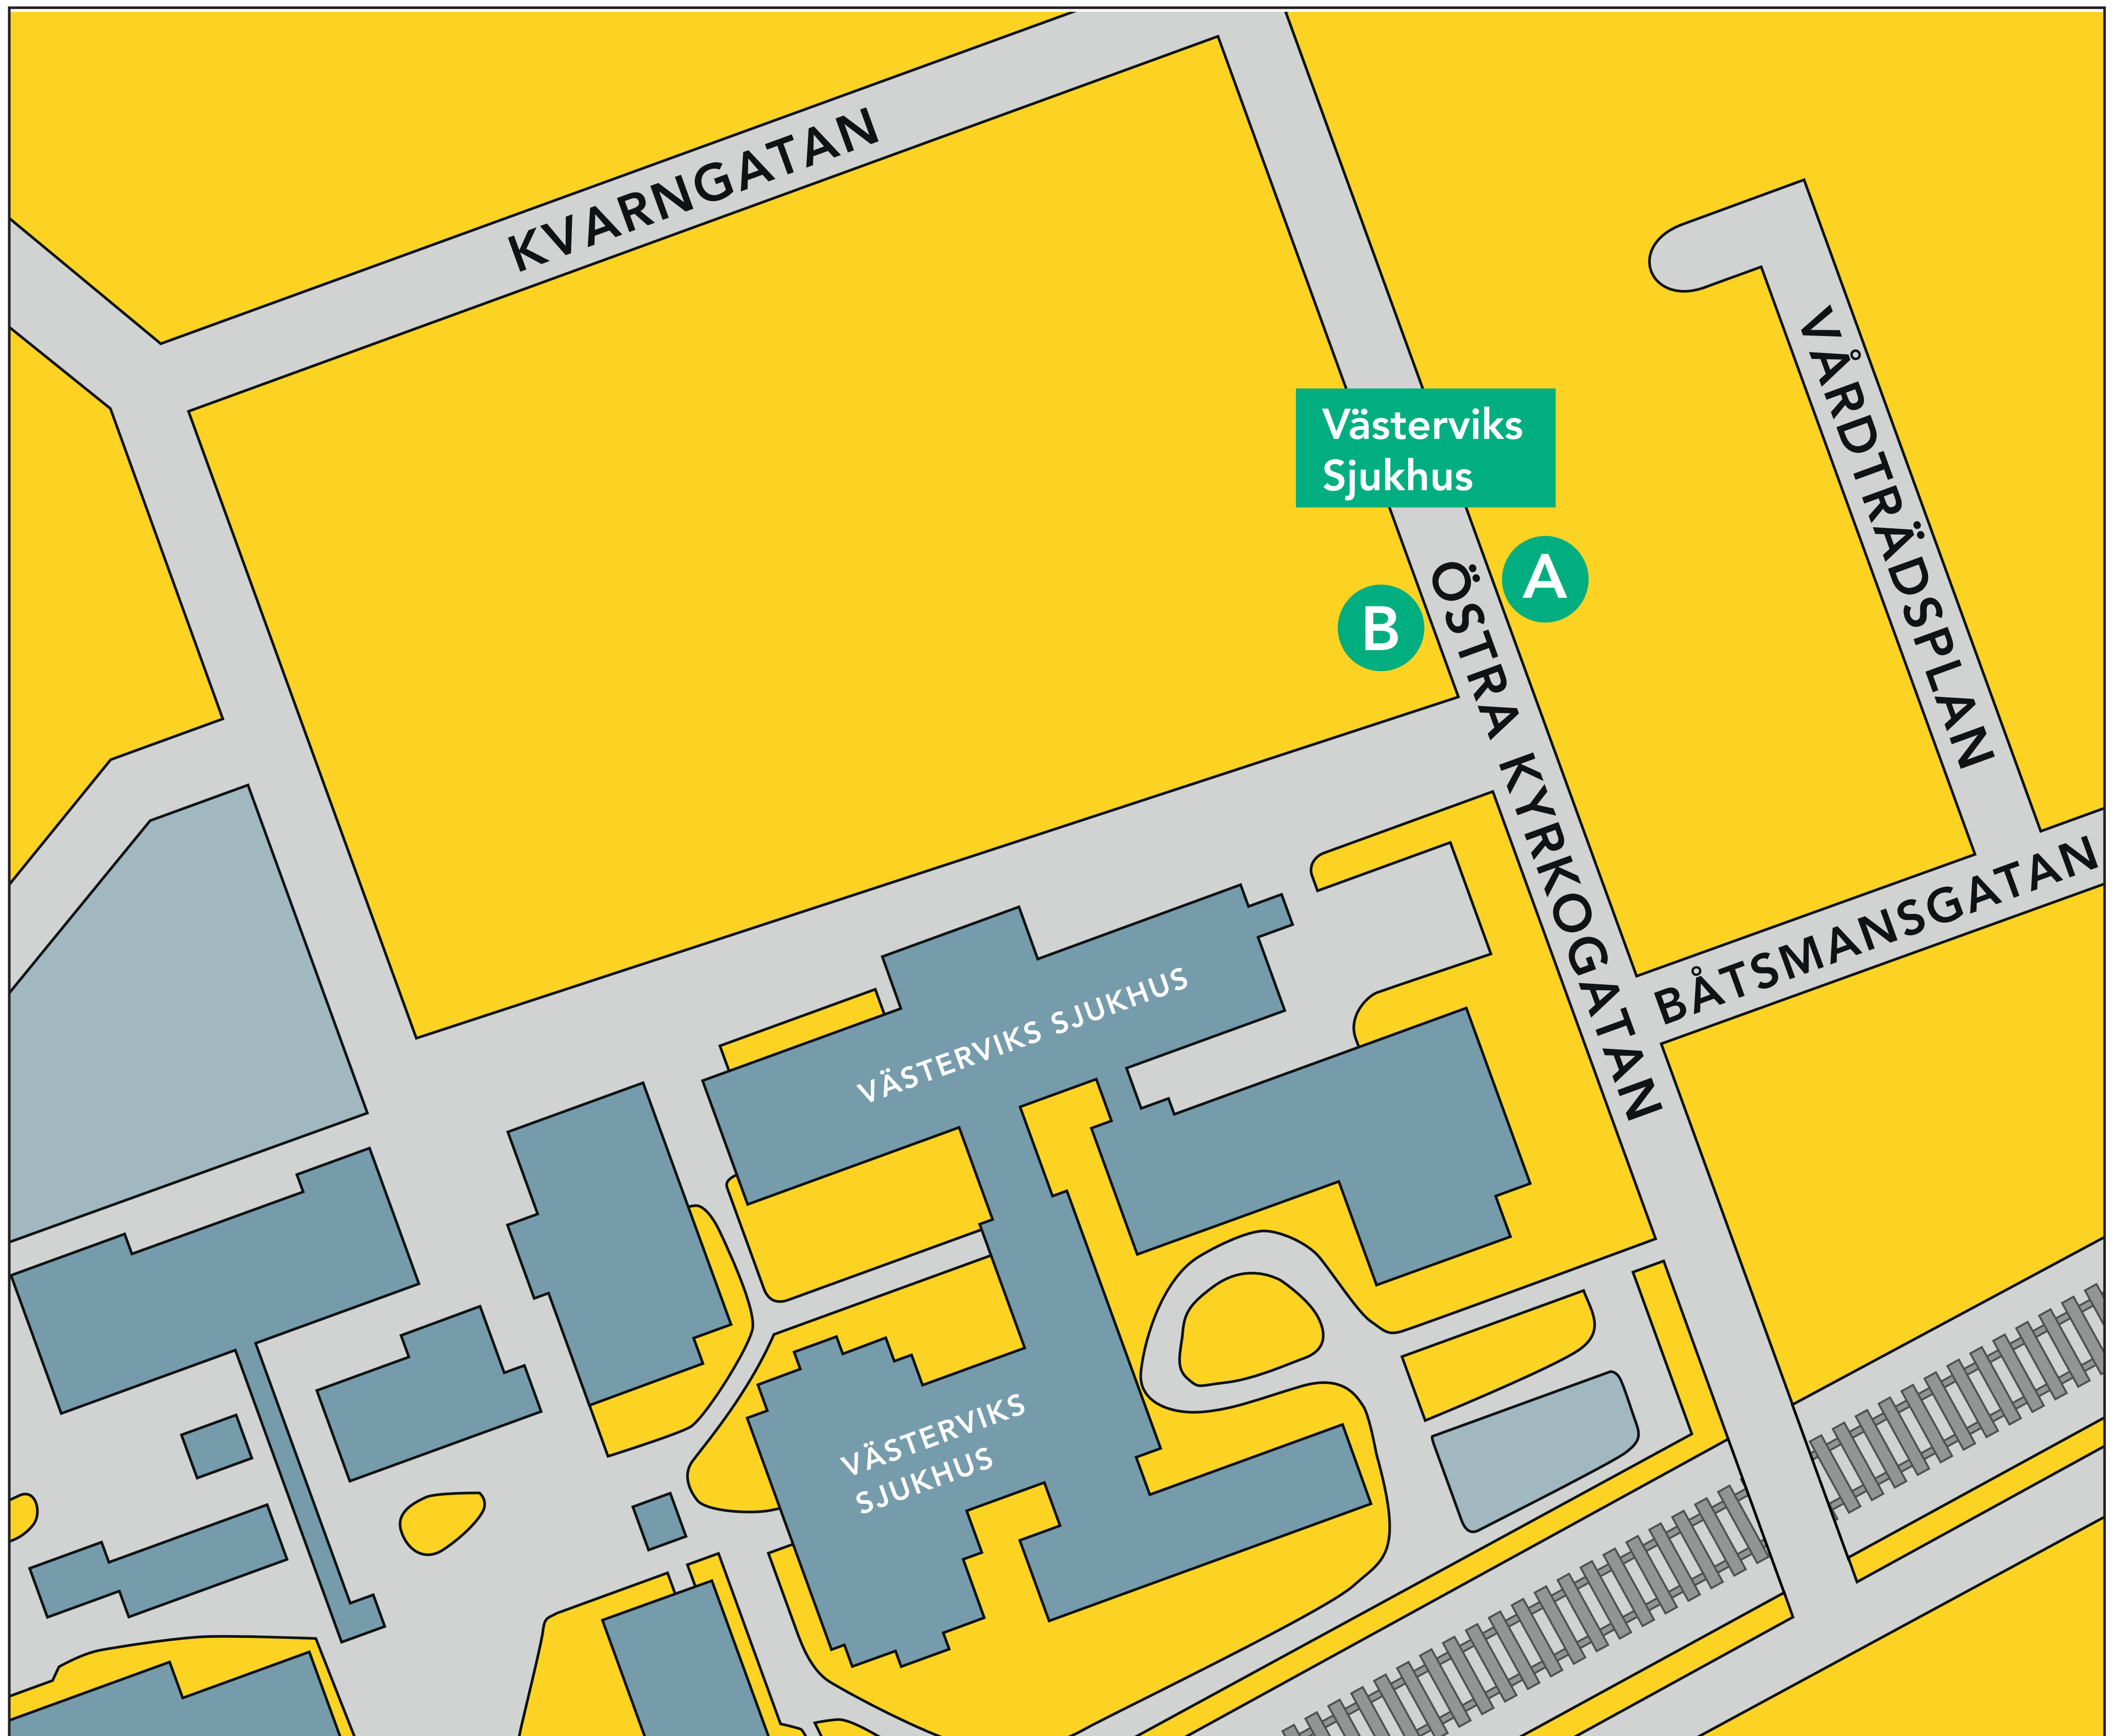 KVARNGATAN
VÅRDTRÄDSPLAN
Västerviks
Sjukhus
A
B
ÖSTRA KYRKOGATAN
BÅTSMANSGATAN
VÄSTERVIKS SJUKHUS
VÄSTERVIKS
SJUKHUS